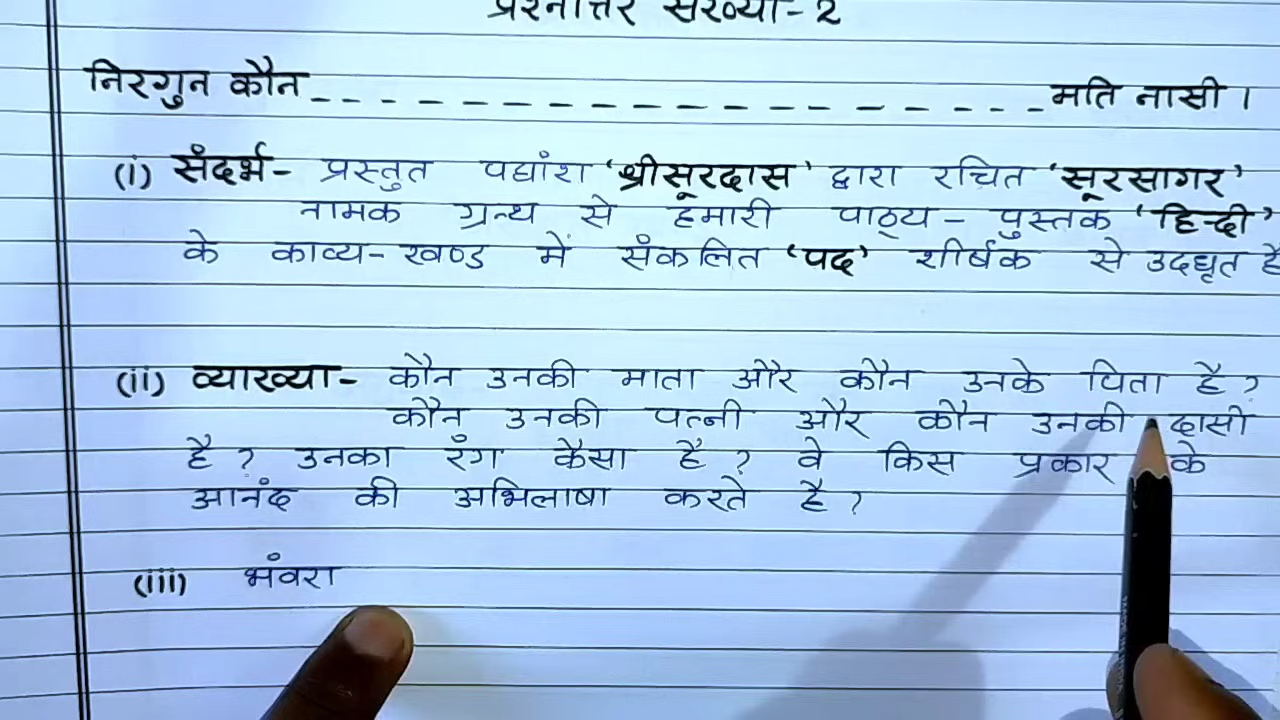 प्रश्नोत्तर संख्या-2
निरगुन कौन _ _ _ _ _ _ _ _ _ _ _ _ _ _ _ _ _ _ मति नासी ।
(i) संदर्भ- प्रस्तुत पद्यांश 'श्रीसूरदास' द्वारा रचित 'सूरसागर'
नामक ग्रन्थ से हमारी पाठ्य-पुस्तक 'हिन्दी'
के काव्य-खण्ड में संकलित 'पद' शीर्षक से उदधृत है
(ii) व्याख्या- कौन उनकी माता और कौन उनके पिता है?
कौन उनकी पत्नी और कौन उनकी दासी
है? उनका रंग कैसा है? वे किस प्रकार के
आनंद की अभिलाषा करते है?
(iii) भंवरा